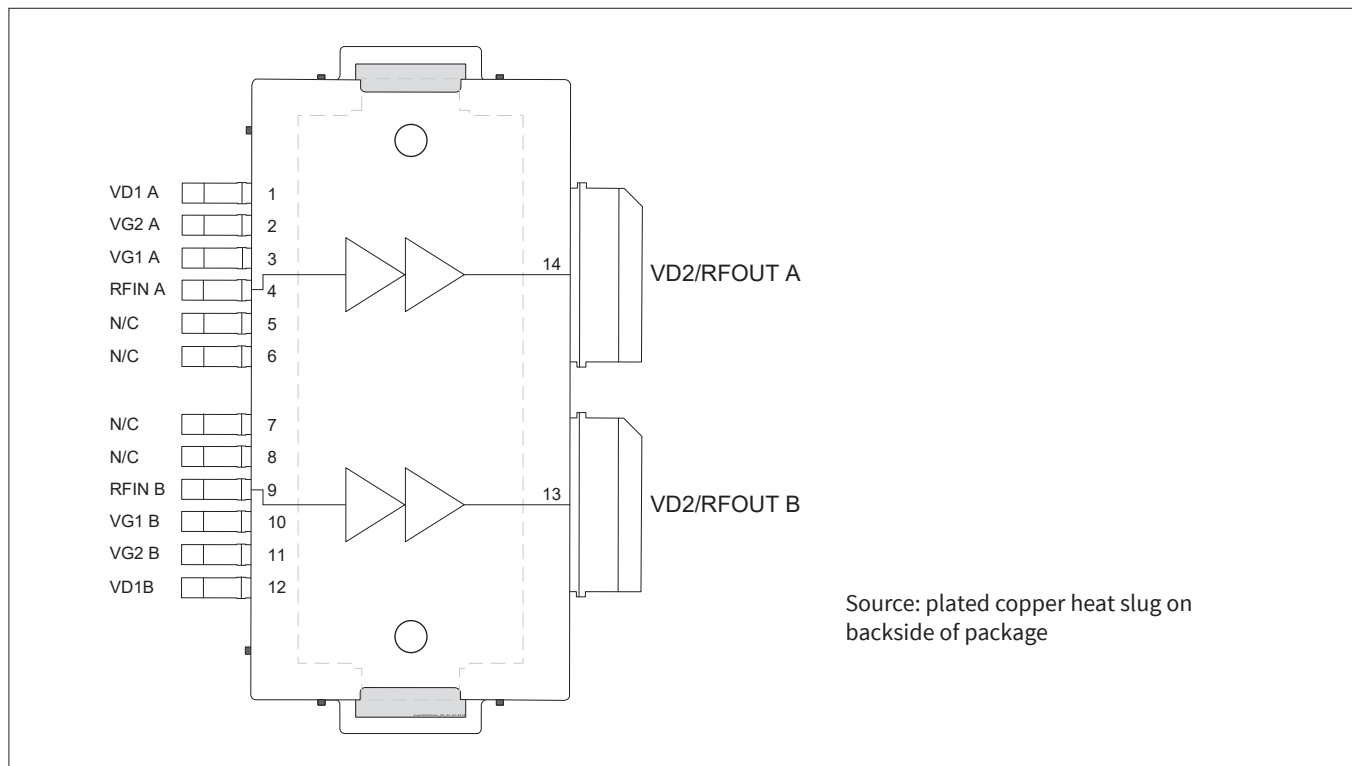 VD1 A 1
VG2 A 2
VG1 A 3
RFIN A 4
N/C 5
N/C 6
14 VD2/RFOUT A
N/C 7
N/C 8
RFIN B 9
VG1 B 10
VG2 B 11
VD1B 12
13 VD2/RFOUT B
Source: plated copper heat slug on
backside of package